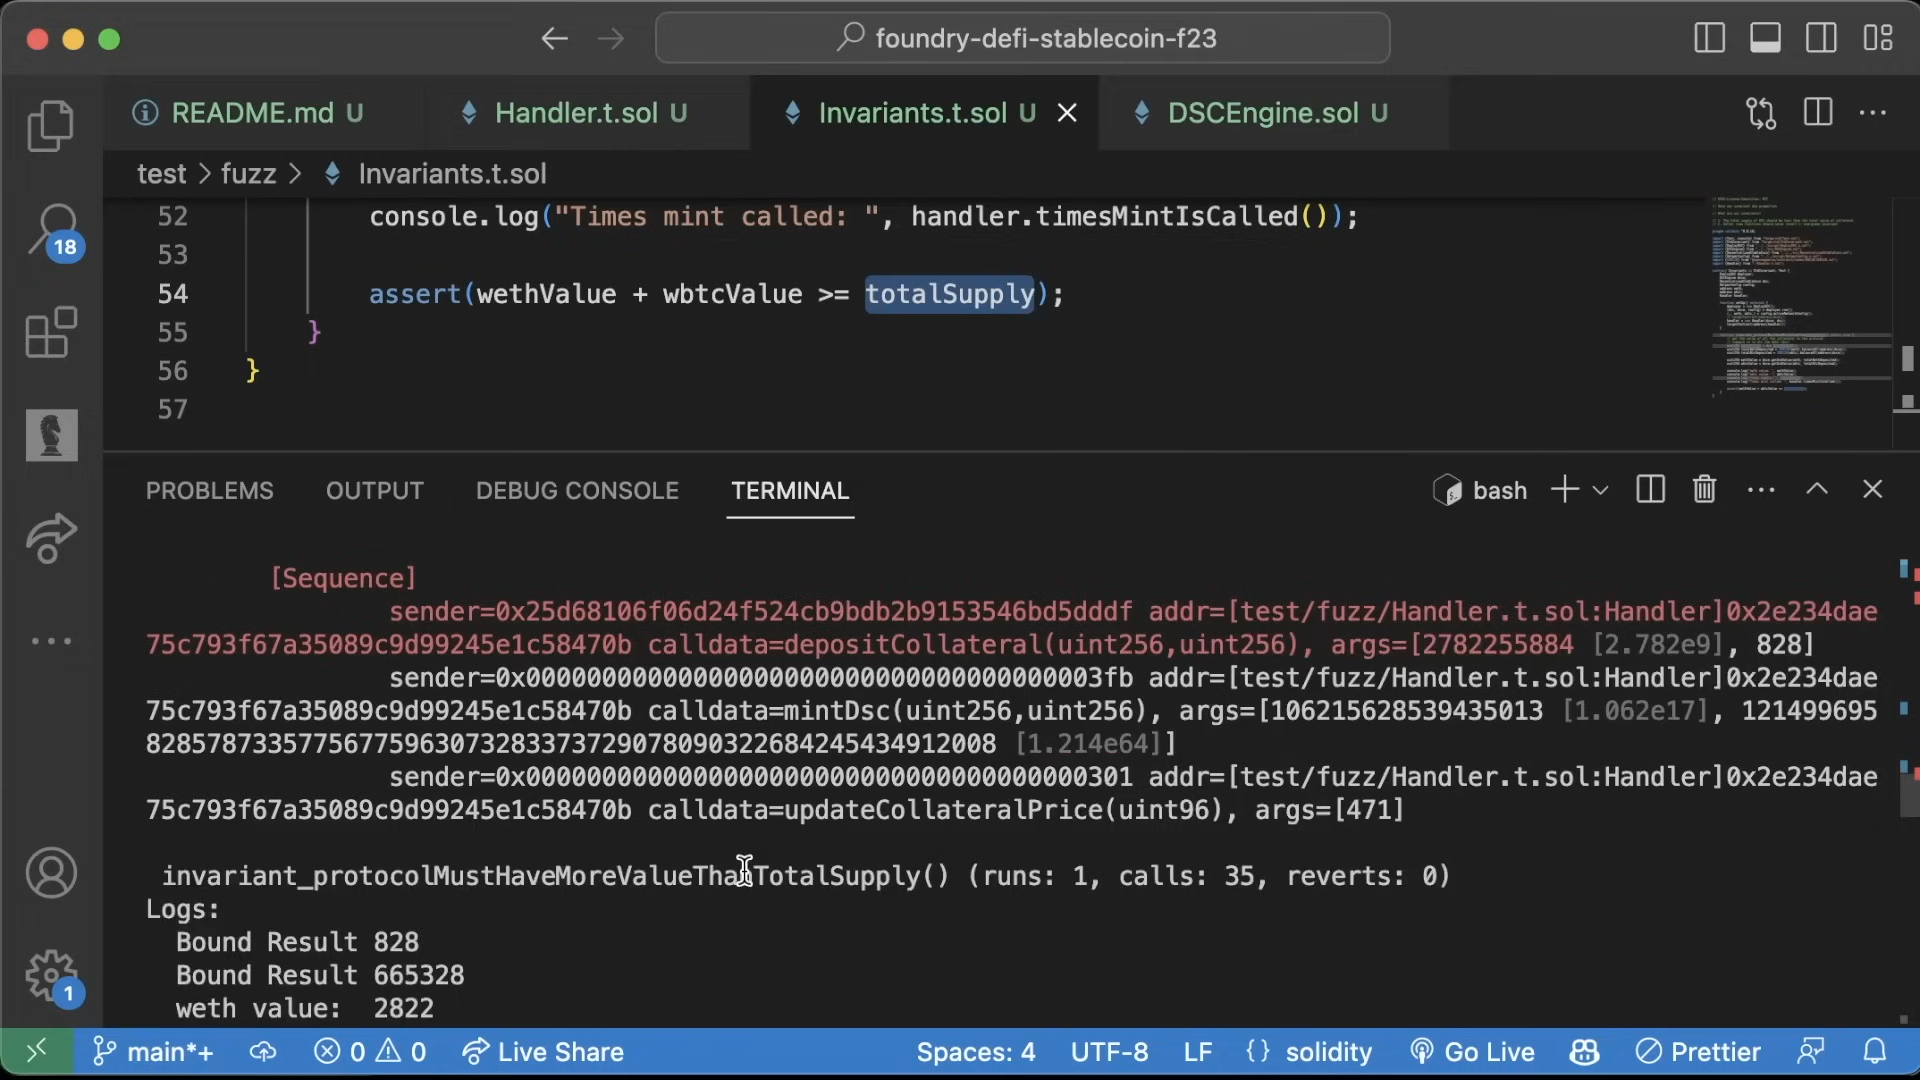 foundry-defi-stablecoin-f23
README.md U
Handler.t.sol U
Invariants.t.sol U
DSCEngine.sol U
test > fuzz > Invariants.t.sol
52 console.log("Times mint called: ", handler.timesMintIsCalled());
53
54 assert(wethValue + wbtcValue >= totalSupply);
55 }
56 }
57
18
PROBLEMS OUTPUT DEBUG CONSOLE TERMINAL
bash
[Sequence]
sender=0x25d68106f06d24f524cb9bdb2b9153546bd5dddf addr=[test/fuzz/Handler.t.sol:Handler]0x2e234dae
75c793f67a35089c9d99245e1c58470b calldata=depositCollateral(uint256,uint256), args=[2782255884 [2.782e9], 828]
sender=0x00000000000000000000000000000000000003fb addr=[test/fuzz/Handler.t.sol:Handler]0x2e234dae
75c793f67a35089c9d99245e1c58470b calldata=mintDsc(uint256,uint256), args=[106215628539435013 [1.062e17], 121499695
82857873357756775963073283373729078090322684245434912008 [1.214e64]]
sender=0x0000000000000000000000000000000000000301 addr=[test/fuzz/Handler.t.sol:Handler]0x2e234dae
75c793f67a35089c9d99245e1c58470b calldata=updateCollateralPrice(uint96), args=[471]
invariant_protocolMustHaveMoreValueThanTotalSupply() (runs: 1, calls: 35, reverts: 0)
Logs:
Bound Result 828
Bound Result 665328
weth value: 2822
1
main*+ 0 0 Live Share Spaces: 4 UTF-8 LF {} solidity Go Live Prettier